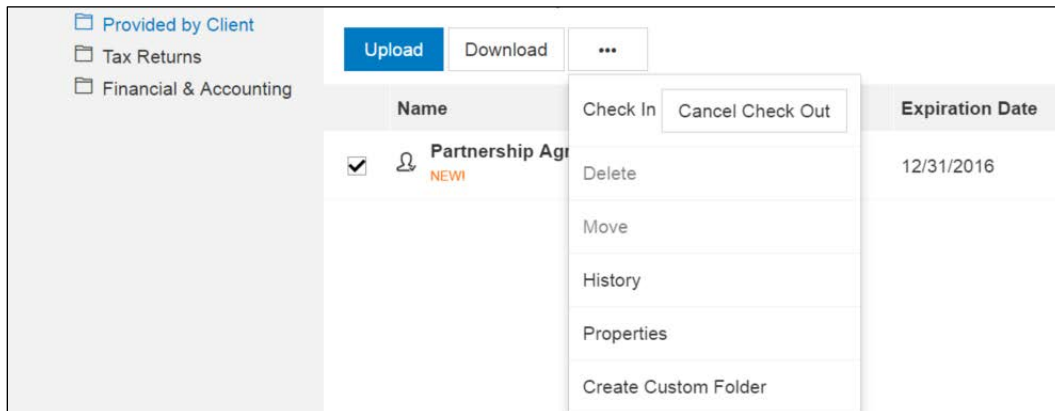 Provided by Client
Tax Returns
Financial & Accounting
Upload Download •••
Name Expiration Date
Check In Cancel Check Out
Partnership Agr
NEW!
12/31/2016
Delete
Move
History
Properties
Create Custom Folder